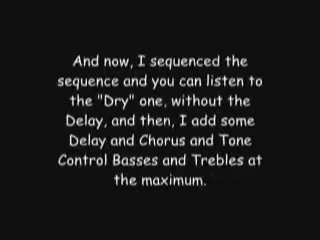 And now, I sequenced the
sequence and you can listen to
the "Dry" one, without the
Delay, and then, I add some
Delay and Chorus and Tone
Control Basses and Trebles at
the maximum.